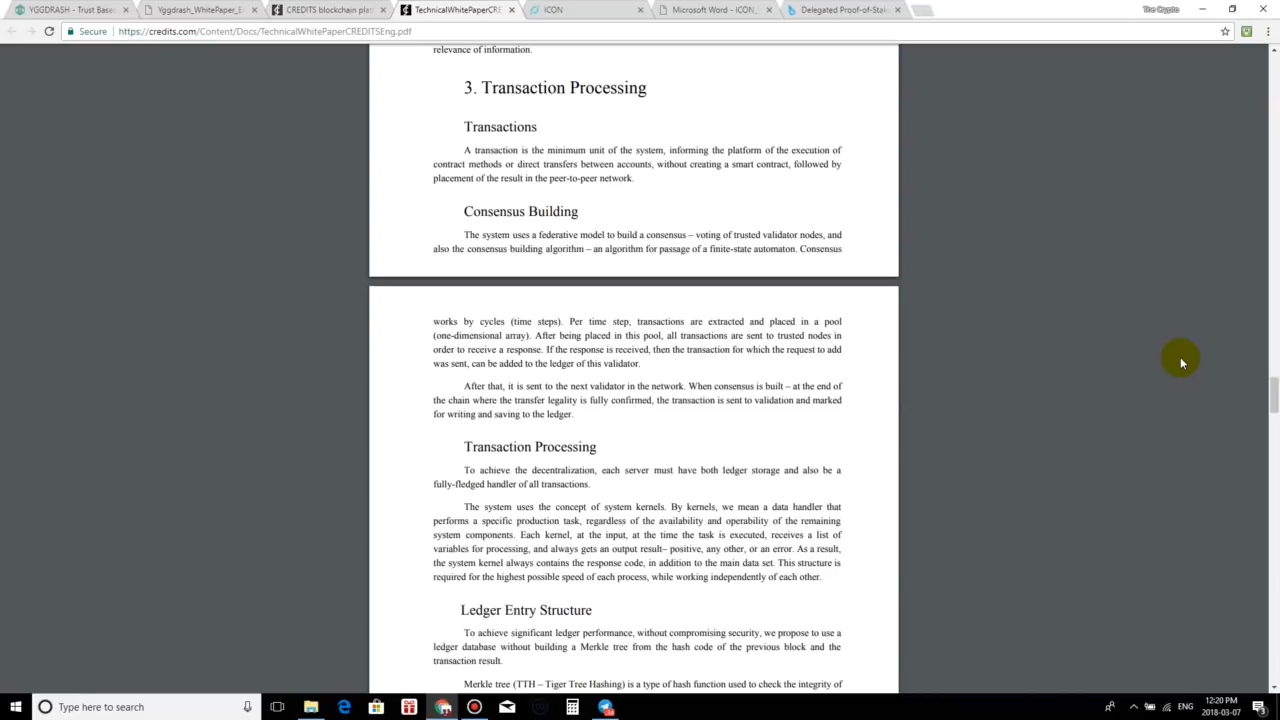 YGGDRASH - Trust Based
Yggdrash_WhitePaper_E
CREDITS blockchain plat
TechnicalWhitePaperCRE
ICON
Microsoft Word - ICON_
Delegated Proof-of-Stak
The Crypto
Secure
https://credits.com/Content/Docs/TechnicalWhitePaperCREDITSEng.pdf
relevance of information.
3. Transaction Processing
Transactions
A transaction is the minimum unit of the system, informing the platform of the execution of
contract methods or direct transfers between accounts, without creating a smart contract, followed by
placement of the result in the peer-to-peer network.
Consensus Building
The system uses a federative model to build a consensus – voting of trusted validator nodes, and
also the consensus building algorithm – an algorithm for passage of a finite-state automaton. Consensus
works by cycles (time steps). Per time step, transactions are extracted and placed in a pool
(one-dimensional array). After being placed in this pool, all transactions are sent to trusted nodes in
order to receive a response. If the response is received, then the transaction for which the request to add
was sent, can be added to the ledger of this validator.
After that, it is sent to the next validator in the network. When consensus is built – at the end of
the chain where the transfer legality is fully confirmed, the transaction is sent to validation and marked
for writing and saving to the ledger.
Transaction Processing
To achieve the decentralization, each server must have both ledger storage and also be a
fully-fledged handler of all transactions.
The system uses the concept of system kernels. By kernels, we mean a data handler that
performs a specific production task, regardless of the availability and operability of the remaining
system components. Each kernel, at the input, at the time the task is executed, receives a list of
variables for processing, and always gets an output result– positive, any other, or an error. As a result,
the system kernel always contains the response code, in addition to the main data set. This structure is
required for the highest possible speed of each process, while working independently of each other.
Ledger Entry Structure
To achieve significant ledger performance, without compromising security, we propose to use a
ledger database without building a Merkle tree from the hash code of the previous block and the
transaction result.
Merkle tree (TTH – Tiger Tree Hashing) is a type of hash function used to check the integrity of
Type here to search
ENG
12:20 PM
2018-03-07